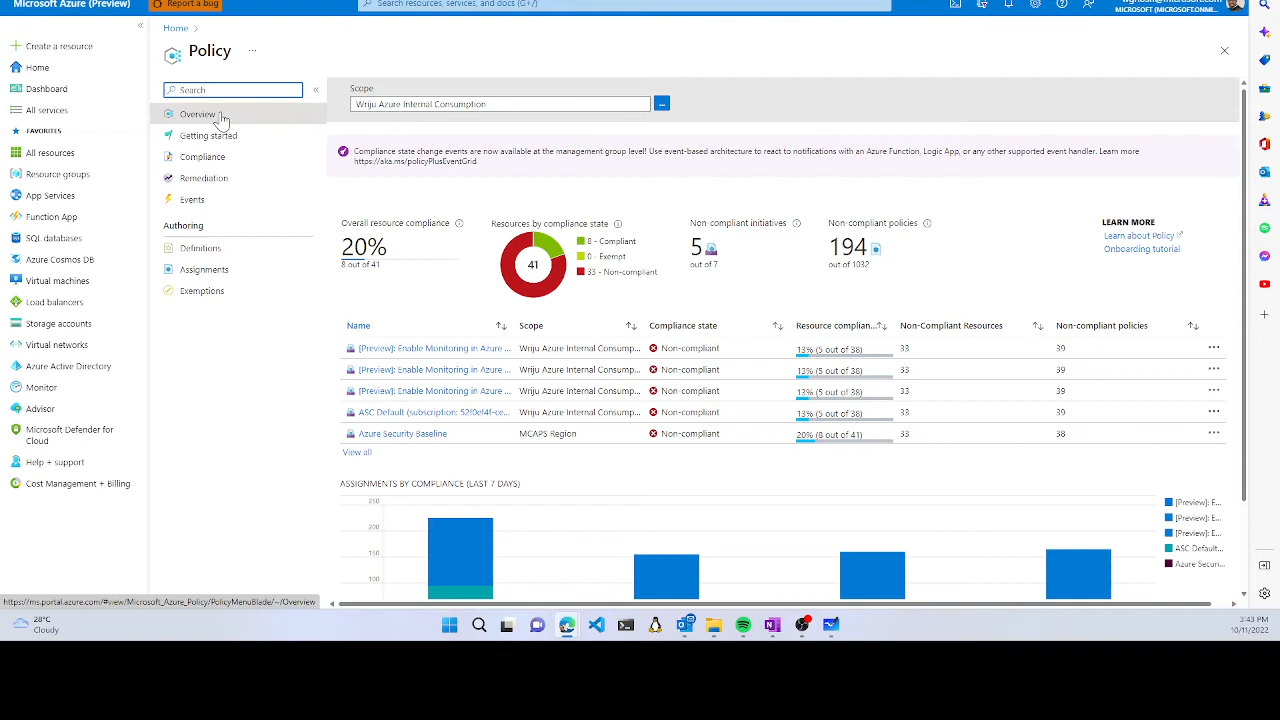 Microsoft Azure (Preview)
Report a bug
Search resources, services, and docs (G+/)
MICROSOFT (MICROSOFT.ONMI...
Create a resource
Home
Dashboard
All services
FAVORITES
All resources
Resource groups
App Services
Function App
SQL databases
Azure Cosmos DB
Virtual machines
Load balancers
Storage accounts
Virtual networks
Azure Active Directory
Monitor
Advisor
Microsoft Defender for
Cloud
Help + support
Cost Management + Billing
Home >
Policy ...
Search
Overview
Getting started
Compliance
Remediation
Events
Authoring
Definitions
Assignments
Exemptions
Scope
Wriju Azure Internal Consumption
...
Compliance state change events are now available at the management group level! Use event-based architecture to react to notifications with an Azure Function, Logic App, or any other supported event handler. Learn more
https://aka.ms/policyPlusEventGrid
Overall resource compliance
20%
8 out of 41
Resources by compliance state
41
8 - Compliant
0 - Exempt
33 - Non-compliant
Non-compliant initiatives
5
out of 7
Non-compliant policies
194
out of 1032
LEARN MORE
Learn about Policy
Onboarding tutorial
Name Scope Compliance state Resource complian... Non-Compliant Resources Non-compliant policies
[Preview]: Enable Monitoring in Azure ... Wriju Azure Internal Consump... Non-compliant 13% (5 out of 38) 33 39 ...
[Preview]: Enable Monitoring in Azure ... Wriju Azure Internal Consump... Non-compliant 13% (5 out of 38) 33 39 ...
[Preview]: Enable Monitoring in Azure ... Wriju Azure Internal Consump... Non-compliant 13% (5 out of 38) 33 39 ...
ASC Default (subscription: 52f0ef4f-ce... Wriju Azure Internal Consump... Non-compliant 13% (5 out of 38) 33 39 ...
Azure Security Baseline MCAPS Region Non-compliant 20% (8 out of 41) 33 38 ...
View all
ASSIGNMENTS BY COMPLIANCE (LAST 7 DAYS)
250
200
150
100
[Preview]: E...
[Preview]: E...
[Preview]: E...
ASC Default...
Azure Securi...
https://ms.portal.azure.com/#view/Microsoft_Azure_Policy/PolicyMenuBlade/~/Overview
28°C
Cloudy
3:43 PM
10/11/2022